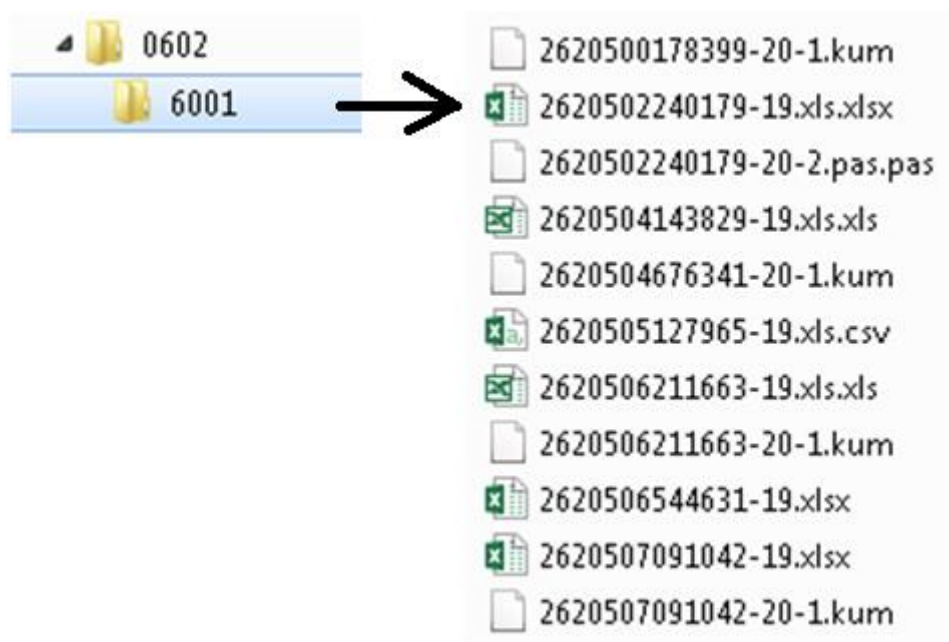 0602
6001
2620500178399-20-1.kum
2620502240179-19.xls.xlsx
2620502240179-20-2.pas.pas
2620504143829-19.xls.xls
2620504676341-20-1.kum
2620505127965-19.xls.csv
2620506211663-19.xls.xls
2620506211663-20-1.kum
2620506544631-19.xlsx
2620507091042-19.xlsx
2620507091042-20-1.kum